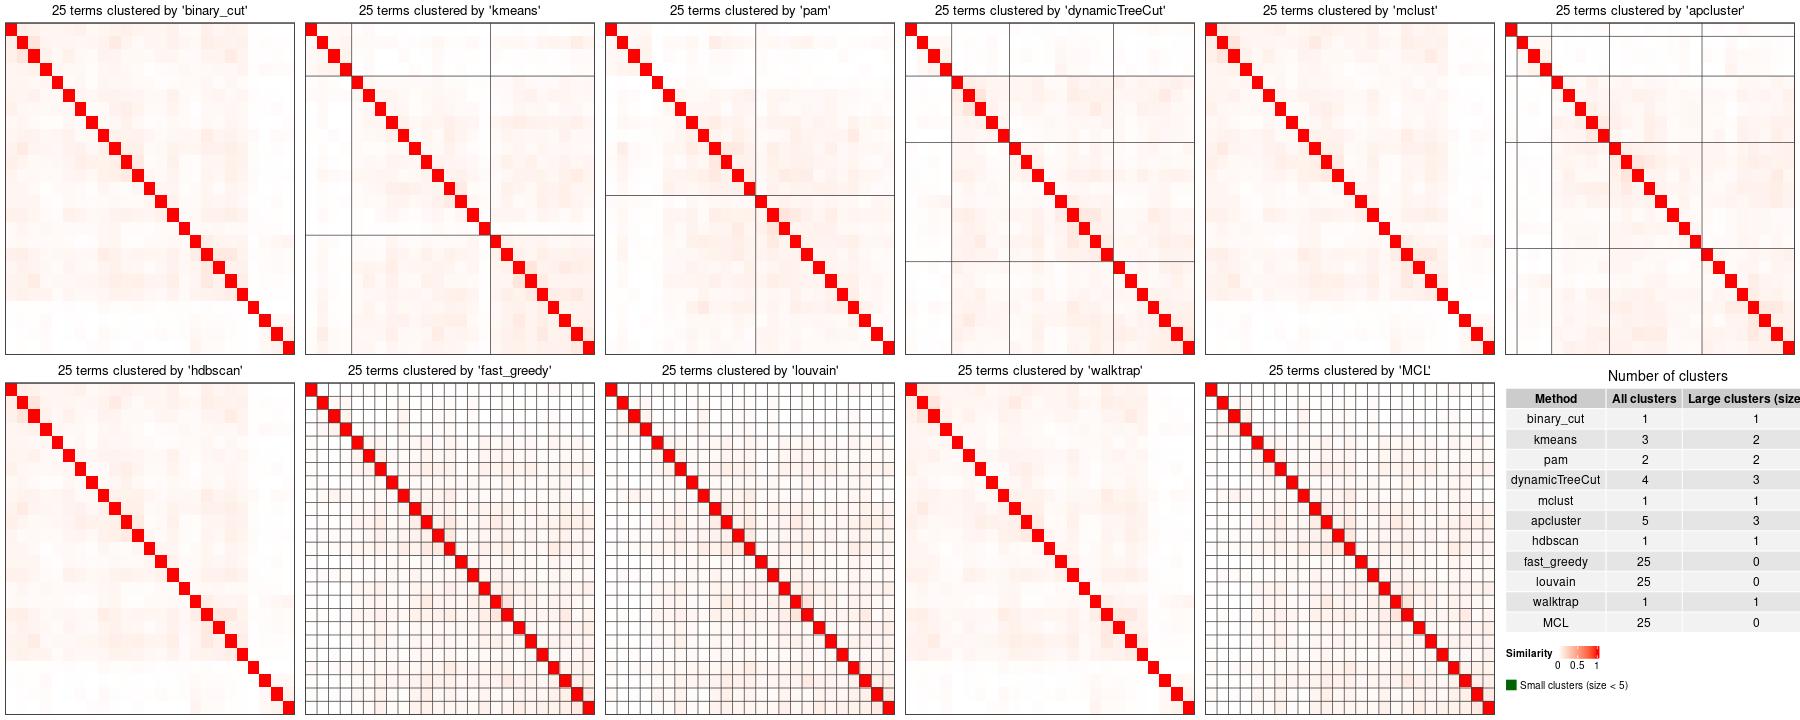 25 terms clustered by 'binary_cut'
25 terms clustered by 'kmeans'
25 terms clustered by 'pam'
25 terms clustered by 'dynamicTreeCut'
25 terms clustered by 'mclust'
25 terms clustered by 'apcluster'
25 terms clustered by 'hdbscan'
25 terms clustered by 'fast_greedy'
25 terms clustered by 'louvain'
25 terms clustered by 'walktrap'
25 terms clustered by 'MCL'
Number of clusters
Method All clusters Large clusters (size
binary_cut 1 1
kmeans 3 2
pam 2 2
dynamicTreeCut 4 3
mclust 1 1
apcluster 5 3
hdbscan 1 1
fast_greedy 25 0
louvain 25 0
walktrap 1 1
MCL 25 0
Similarity
0 0.5 1
Small clusters (size < 5)